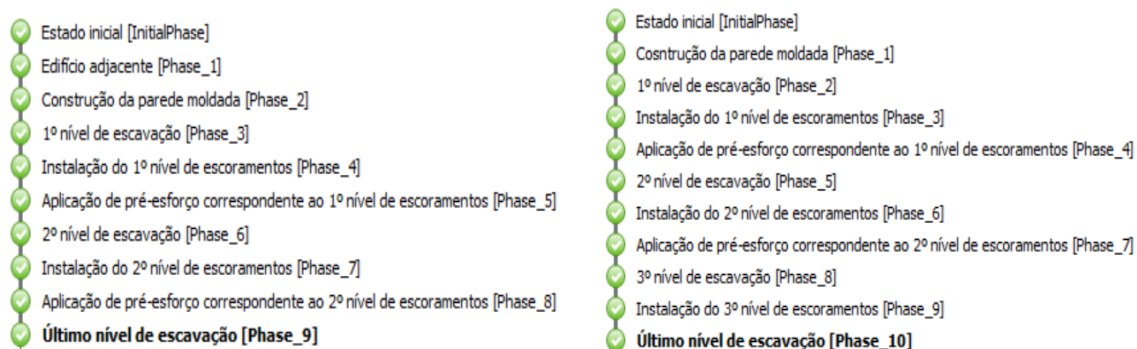 Estado inicial [InitialPhase]
Edifício adjacente [Phase_1]
Construção da parede moldada [Phase_2]
1º nível de escavação [Phase_3]
Instalação do 1º nível de escoramentos [Phase_4]
Aplicação de pré-esforço correspondente ao 1º nível de escoramentos [Phase_5]
2º nível de escavação [Phase_6]
Instalação do 2º nível de escoramentos [Phase_7]
Aplicação de pré-esforço correspondente ao 2º nível de escoramentos [Phase_8]
Último nível de escavação [Phase_9]
Estado inicial [InitialPhase]
Cosntrução da parede moldada [Phase_1]
1º nível de escavação [Phase_2]
Instalação do 1º nível de escoramentos [Phase_3]
Aplicação de pré-esforço correspondente ao 1º nível de escoramentos [Phase_4]
2º nível de escavação [Phase_5]
Instalação do 2º nível de escoramentos [Phase_6]
Aplicação de pré-esforço correspondente ao 2º nível de escoramentos [Phase_7]
3º nível de escavação [Phase_8]
Instalação do 3º nível de escoramentos [Phase_9]
Último nível de escavação [Phase_10]